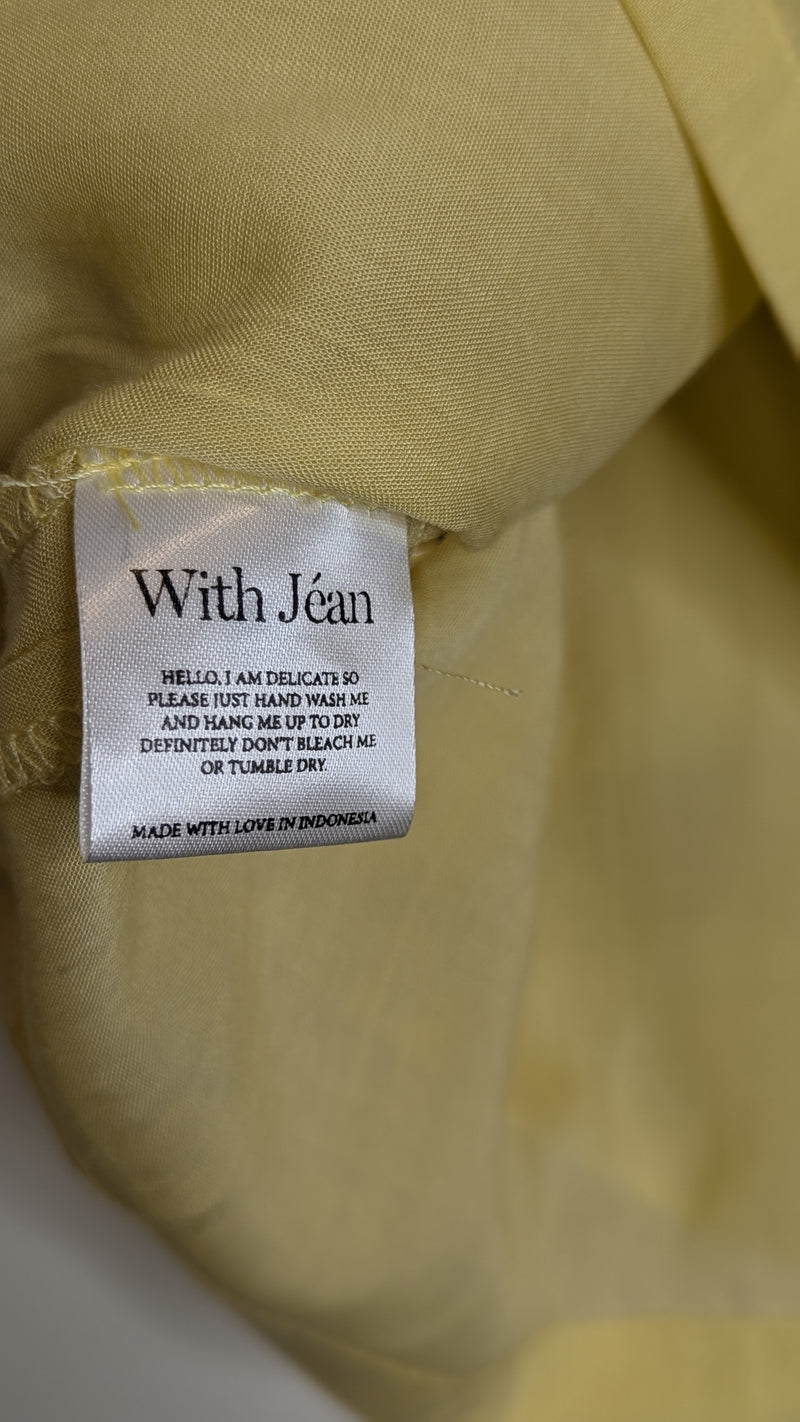 With Jéan
HELLO, I AM DELICATE SO
PLEASE JUST HAND WASH ME
AND HANG ME UP TO DRY
DEFINITELY DON'T BLEACH ME
OR TUMBLE DRY.
MADE WITH LOVE IN INDONESIA